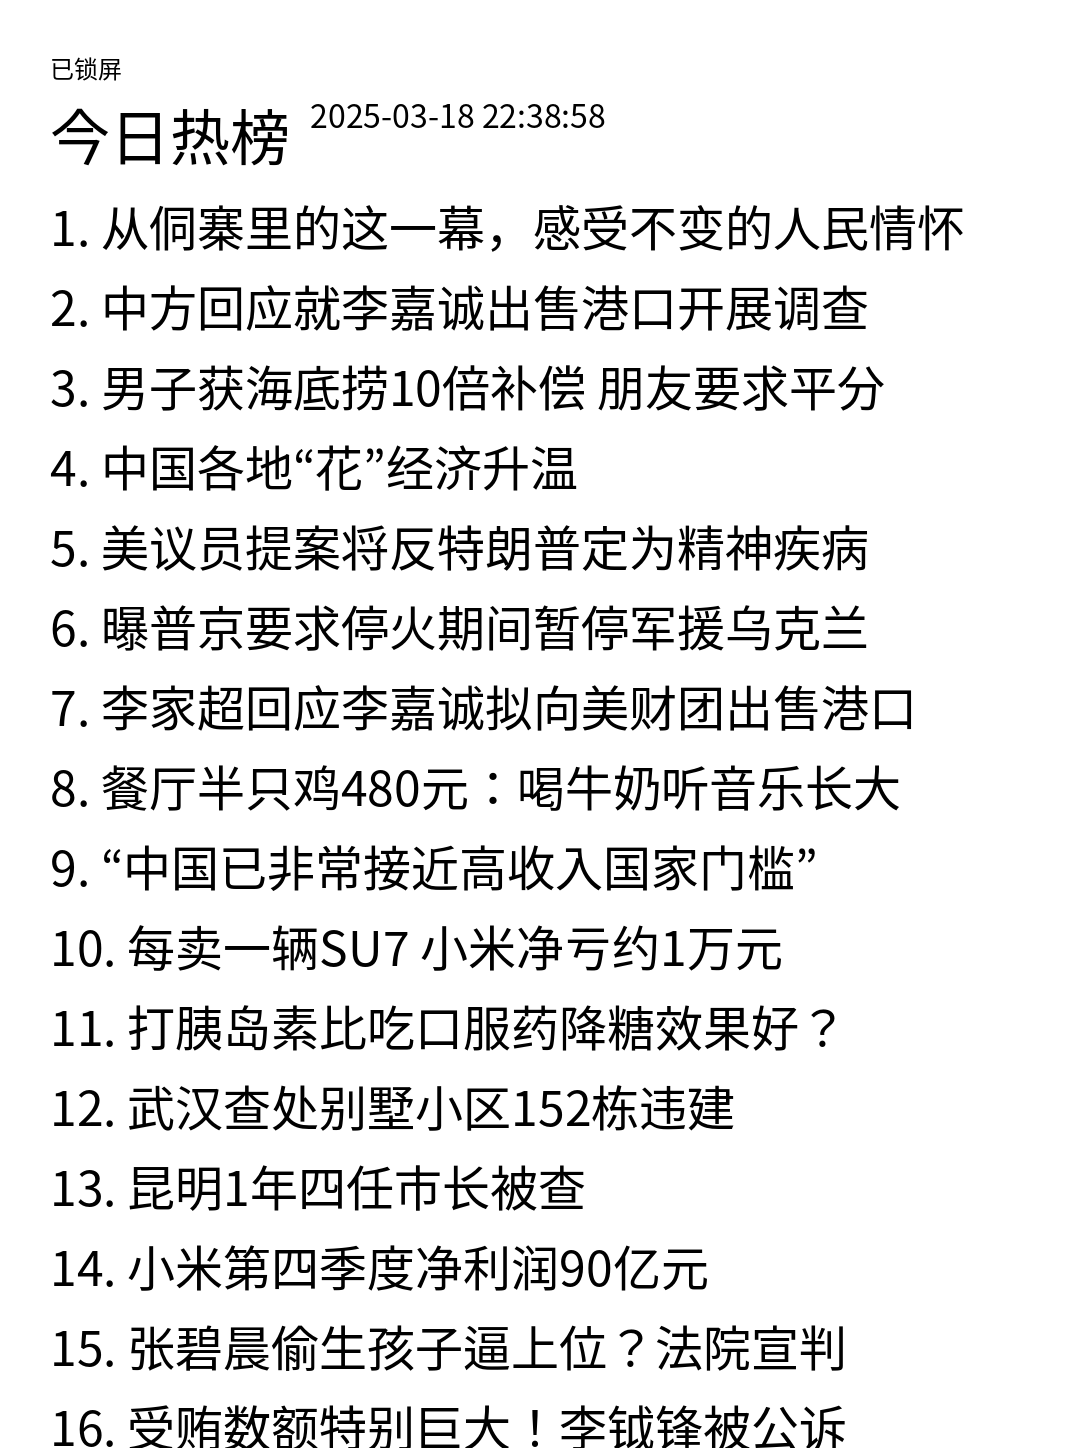 已锁屏
今日热榜 2025-03-18 22:38:58
1. 从侗寨里的这一幕，感受不变的人民情怀
2. 中方回应就李嘉诚出售港口开展调查
3. 男子获海底捞10倍补偿 朋友要求平分
4. 中国各地“花”经济升温
5. 美议员提案将反特朗普定为精神疾病
6. 曝普京要求停火期间暂停军援乌克兰
7. 李家超回应李嘉诚拟向美财团出售港口
8. 餐厅半只鸡480元：喝牛奶听音乐长大
9. “中国已非常接近高收入国家门槛”
10. 每卖一辆SU7 小米净亏约1万元
11. 打胰岛素比吃口服药降糖效果好？
12. 武汉查处别墅小区152栋违建
13. 昆明1年四任市长被查
14. 小米第四季度净利润90亿元
15. 张碧晨偷生孩子逼上位？法院宣判
16. 受贿数额特别巨大！李钺锋被公诉